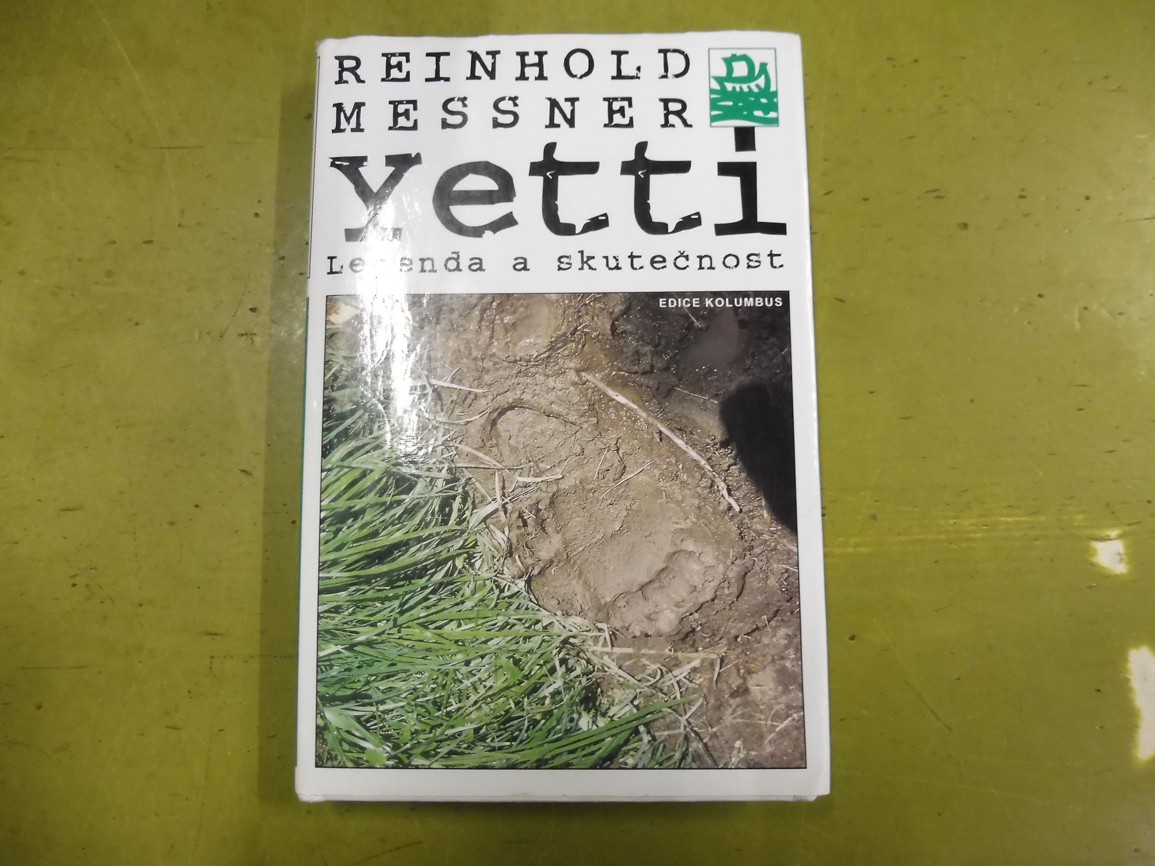 REINHOLD
MESSNER
Yetti
Legenda a skutečnost
EDICE KOLUMBUS